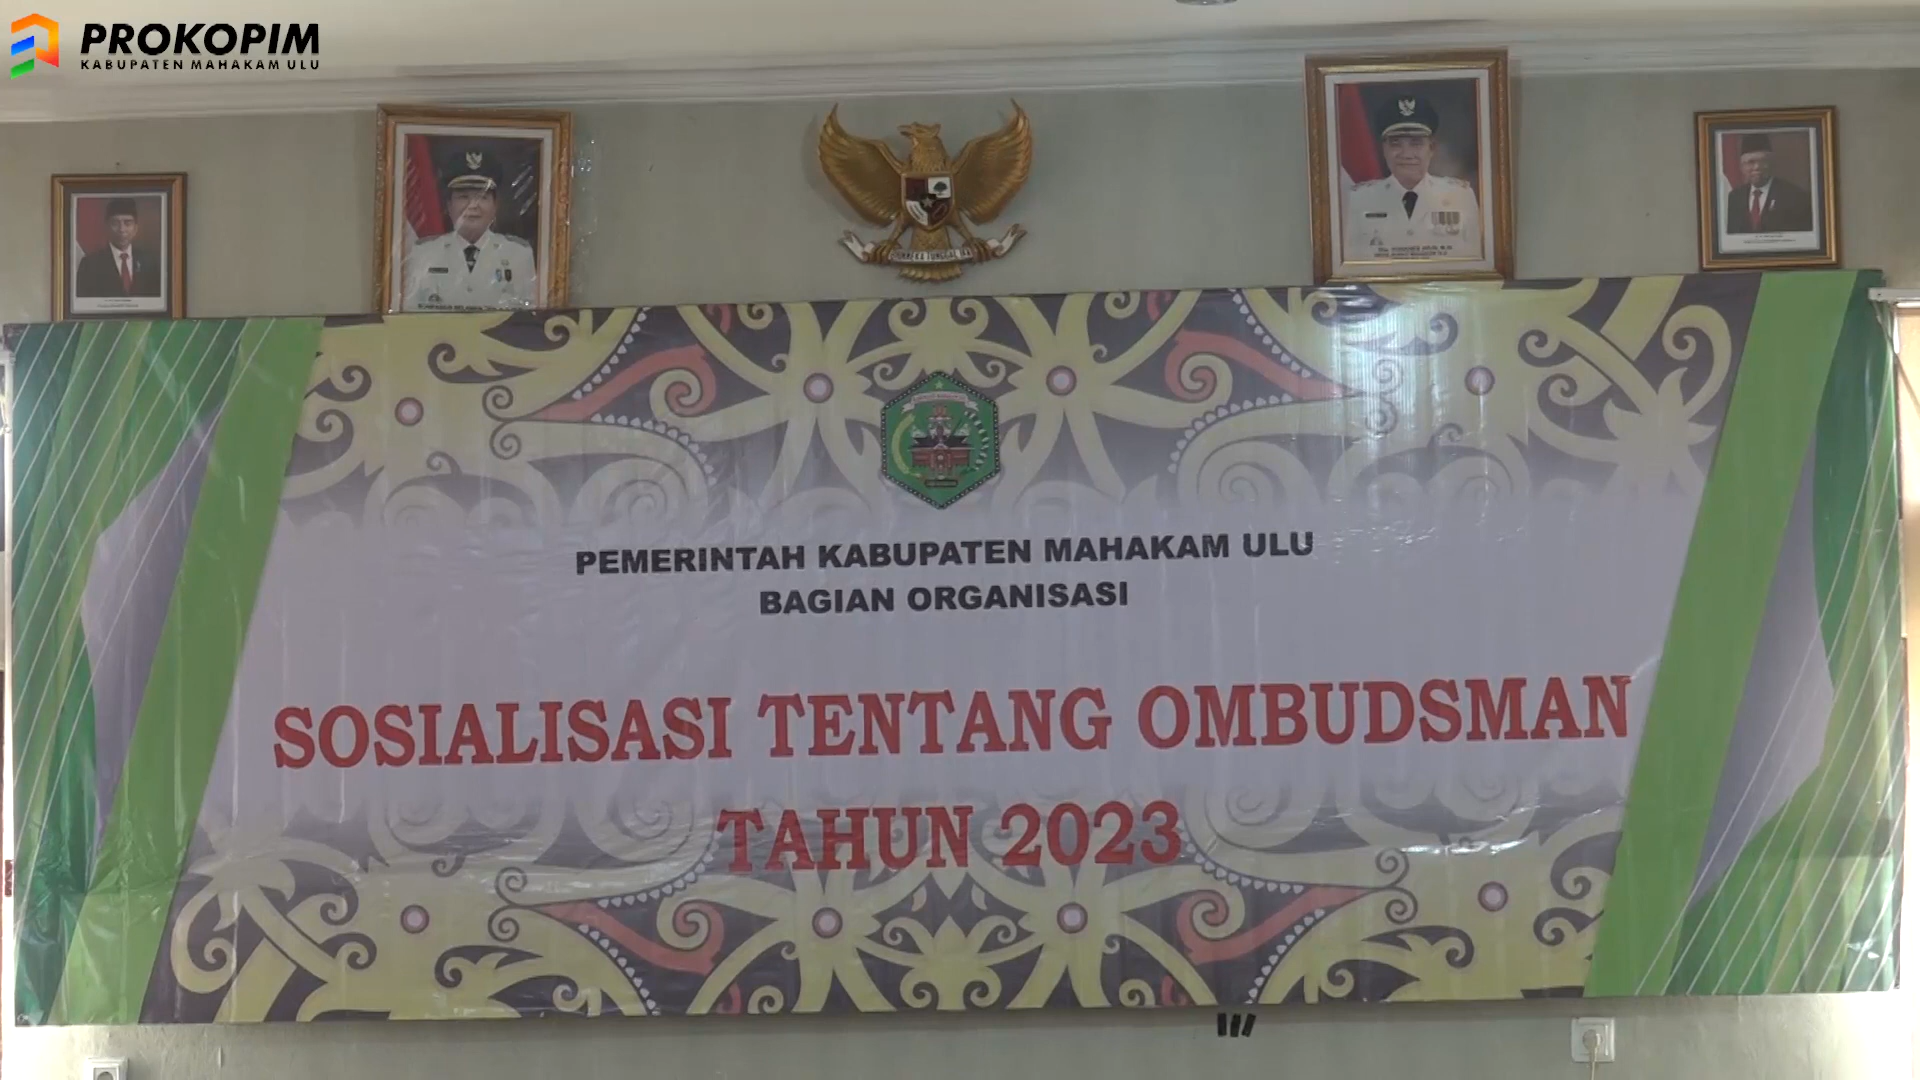 PROKOPIM
KABUPATEN MAHAKAM ULU
PEMERINTAH KABUPATEN MAHAKAM ULU
BAGIAN ORGANISASI
SOSIALISASI TENTANG OMBUDSMAN
TAHUN 2023